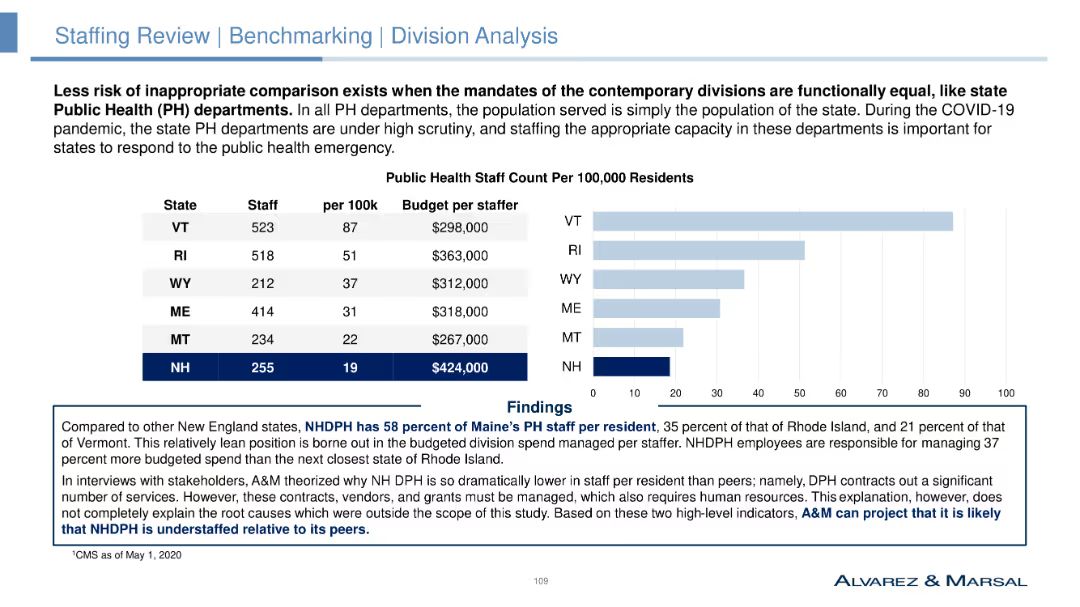 Staffing Review | Benchmarking | Division Analysis
Less risk of inappropriate comparison exists when the mandates of the contemporary divisions are functionally equal, like state
Public Health (PH) departments. In all PH departments, the population served is simply the population of the state. During the COVID-19
pandemic, the state PH departments are under high scrutiny, and staffing the appropriate capacity in these departments is important for
states to respond to the public health emergency.
Public Health Staff Count Per 100,000 Residents
State Staff per 100k Budget per staffer
VT 523 87 $298,000
RI 518 51 $363,000
WY 212 37 $312,000
ME 414 31 $318,000
MT 234 22 $267,000
NH 255 19 $424,000
VT
RI
WY
ME
MT
NH
0 10 20 30 40 50 60 70 80 90 100
Findings
Compared to other New England states, NHDPH has 58 percent of Maine's PH staff per resident, 35 percent of that of Rhode Island, and 21 percent of that
of Vermont. This relatively lean position is borne out in the budgeted division spend managed per staffer. NHDPH employees are responsible for managing 37
percent more budgeted spend than the next closest state of Rhode Island.
In interviews with stakeholders, A&M theorized why NH DPH is so dramatically lower in staff per resident than peers; namely, DPH contracts out a significant
number of services. However, these contracts, vendors, and grants must be managed, which also requires human resources. This explanation, however, does
not completely explain the root causes which were outside the scope of this study. Based on these two high-level indicators, A&M can project that it is likely
that NHDPH is understaffed relative to its peers.
¹CMS as of May 1, 2020
109
ALVAREZ & MARSAL